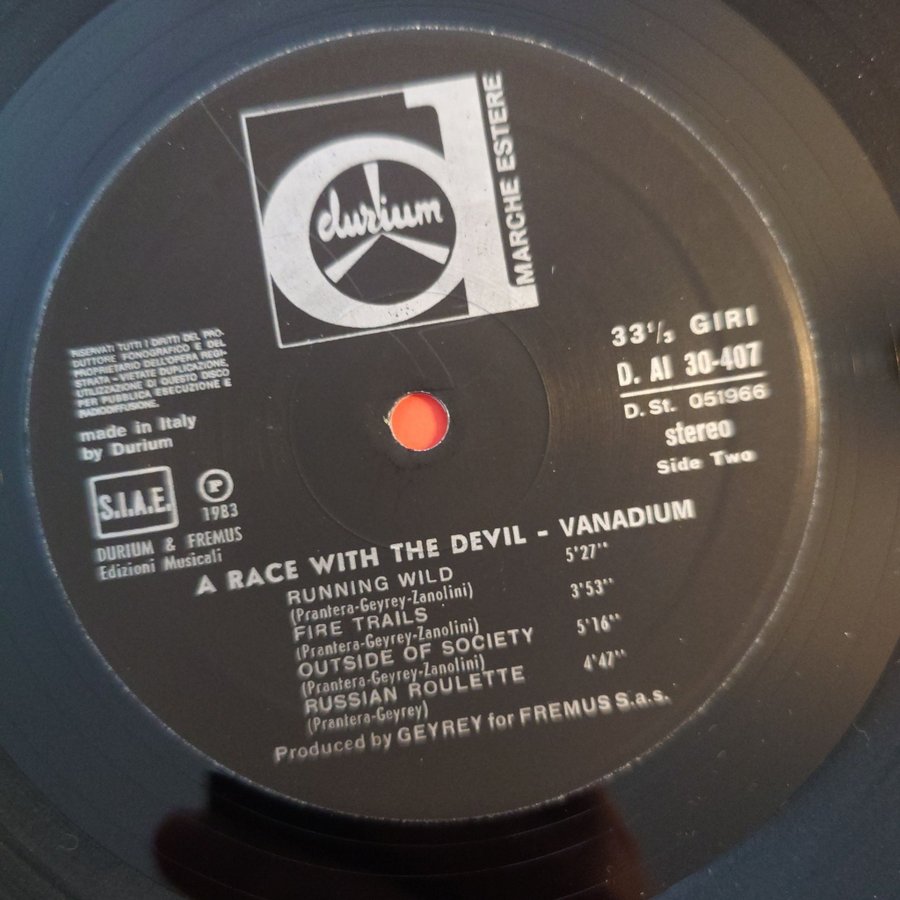 durium
MARCHE ESTERE
33 1/3 GIRI
D. AI 30-407
D. St. 051966
stereo
Side Two
RISERVATI TUTTI I DIRITTI DEL PRO-
DUTTORE FONOGRAFICO E DEL
PROPRIETARIO DELL'OPERA REGI-
STRATA - VIETATE DUPLICAZIONE,
UTILIZZAZIONE DI QUESTO DISCO
PER PUBBLICA ESECUZIONE E
RADIODIFFUSIONE.
made in Italy
by Durium
S.I.A.E.
℗
1983
DURIUM & FREMUS
Edizioni Musicali
A RACE WITH THE DEVIL - VANADIUM
RUNNING WILD 5'27''
(Prantera-Geyrey-Zanolini)
FIRE TRAILS 3'53''
(Prantera-Geyrey-Zanolini)
OUTSIDE OF SOCIETY 5'16''
(Prantera-Geyrey-Zanolini)
RUSSIAN ROULETTE 4'47''
(Prantera-Geyrey)
Produced by GEYREY for FREMUS S.a.s.